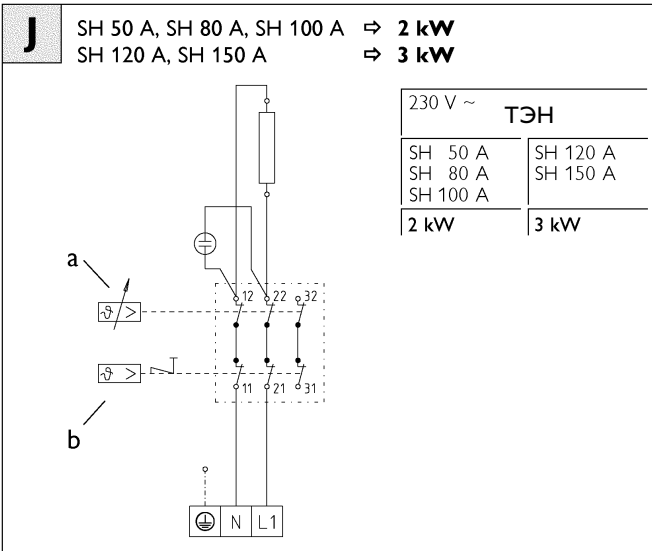 J
SH 50 A, SH 80 A, SH 100 A ⇨ 2 kW
SH 120 A, SH 150 A ⇨ 3 kW
230 V ~
ТЭН
SH 50 A
SH 80 A
SH 100 A
SH 120 A
SH 150 A
2 kW
3 kW
a
12 22 32
ϑ >
ϑ >
11 21 31
b
N L1